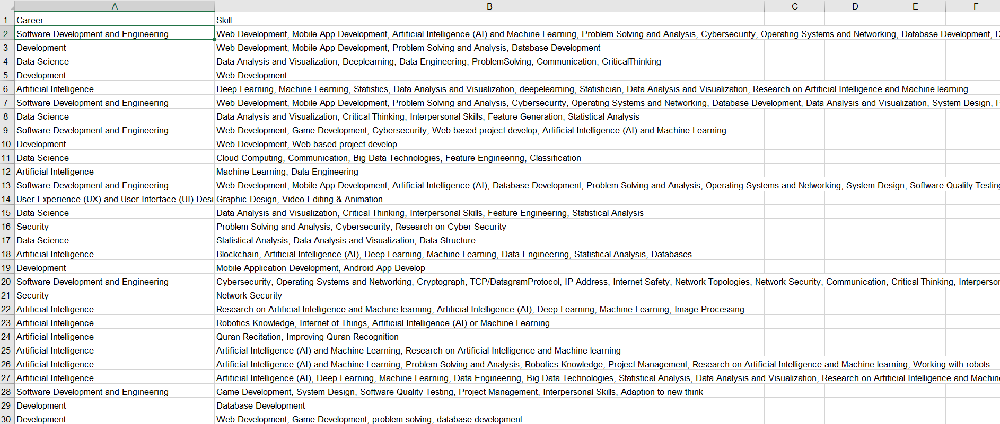 A B C D E F
1 Career Skill
2 Software Development and Engineering Web Development, Mobile App Development, Artificial Intelligence (AI) and Machine Learning, Problem Solving and Analysis, Cybersecurity, Operating Systems and Networking, Database Development, D
3 Development Web Development, Mobile App Development, Problem Solving and Analysis, Database Development
4 Data Science Data Analysis and Visualization, Deeplearning, Data Engineering, ProblemSolving, Communication, CriticalThinking
5 Development Web Development
6 Artificial Intelligence Deep Learning, Machine Learning, Statistics, Data Analysis and Visualization, deepelearning, Statistician, Data Analysis and Visualization, Research on Artificial Intelligence and Machine learning
7 Software Development and Engineering Web Development, Mobile App Development, Problem Solving and Analysis, Cybersecurity, Operating Systems and Networking, Database Development, Data Analysis and Visualization, System Design, F
8 Data Science Data Analysis and Visualization, Critical Thinking, Interpersonal Skills, Feature Generation, Statistical Analysis
9 Software Development and Engineering Web Development, Game Development, Cybersecurity, Web based project develop, Artificial Intelligence (AI) and Machine Learning
10 Development Web Development, Web based project develop
11 Data Science Cloud Computing, Communication, Big Data Technologies, Feature Engineering, Classification
12 Artificial Intelligence Machine Learning, Data Engineering
13 Software Development and Engineering Web Development, Mobile App Development, Artificial Intelligence (AI), Database Development, Problem Solving and Analysis, Operating Systems and Networking, System Design, Software Quality Testing
14 User Experience (UX) and User Interface (UI) Desi Graphic Design, Video Editing & Animation
15 Data Science Data Analysis and Visualization, Critical Thinking, Interpersonal Skills, Feature Engineering, Statistical Analysis
16 Security Problem Solving and Analysis, Cybersecurity, Research on Cyber Security
17 Data Science Statistical Analysis, Data Analysis and Visualization, Data Structure
18 Artificial Intelligence Blockchain, Artificial Intelligence (AI), Deep Learning, Machine Learning, Data Engineering, Statistical Analysis, Databases
19 Development Mobile Application Development, Android App Develop
20 Software Development and Engineering Cybersecurity, Operating Systems and Networking, Cryptograph, TCP/DatagramProtocol, IP Address, Internet Safety, Network Topologies, Network Security, Communication, Critical Thinking, Interperson
21 Security Network Security
22 Artificial Intelligence Research on Artificial Intelligence and Machine learning, Artificial Intelligence (AI), Deep Learning, Machine Learning, Image Processing
23 Artificial Intelligence Robotics Knowledge, Internet of Things, Artificial Intelligence (AI) or Machine Learning
24 Artificial Intelligence Quran Recitation, Improving Quran Recognition
25 Artificial Intelligence Artificial Intelligence (AI) and Machine Learning, Research on Artificial Intelligence and Machine learning
26 Artificial Intelligence Artificial Intelligence (AI) and Machine Learning, Problem Solving and Analysis, Robotics Knowledge, Project Management, Research on Artificial Intelligence and Machine learning, Working with robots
27 Artificial Intelligence Artificial Intelligence (AI), Deep Learning, Machine Learning, Data Engineering, Big Data Technologies, Statistical Analysis, Data Analysis and Visualization, Research on Artificial Intelligence and Machine
28 Software Development and Engineering Game Development, System Design, Software Quality Testing, Project Management, Interpersonal Skills, Adaption to new think
29 Development Database Development
30 Development Web Development, Game Development, problem solving, database development